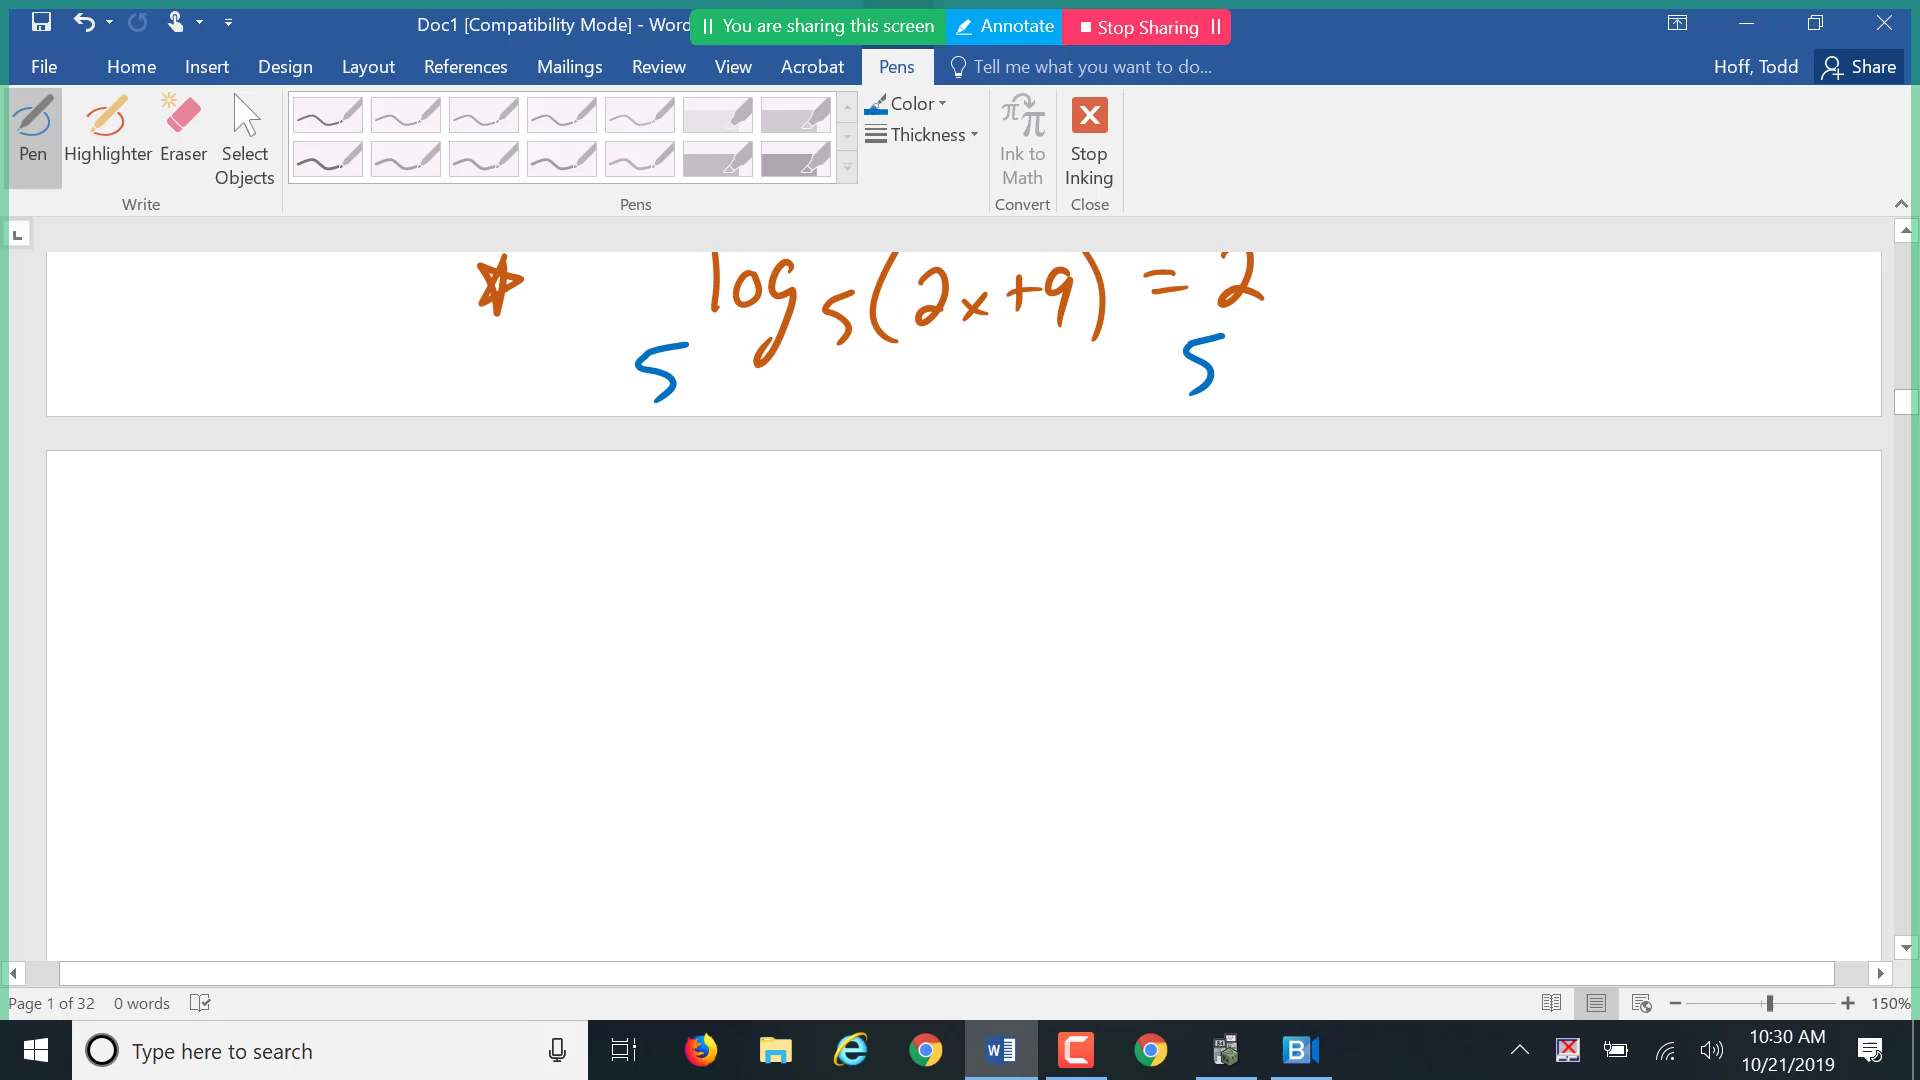 Doc1 [Compatibility Mode] - Word
You are sharing this screen
Annotate
Stop Sharing
File Home Insert Design Layout References Mailings Review View Acrobat Pens Tell me what you want to do... Hoff, Todd Share
Pen Highlighter Eraser Select Objects
Color
Thickness
Ink to Math
Stop Inking
Write Pens Convert Close
log 5 (2x+9) = 2
5 5
Page 1 of 32 0 words 150%
Type here to search
10:30 AM
10/21/2019